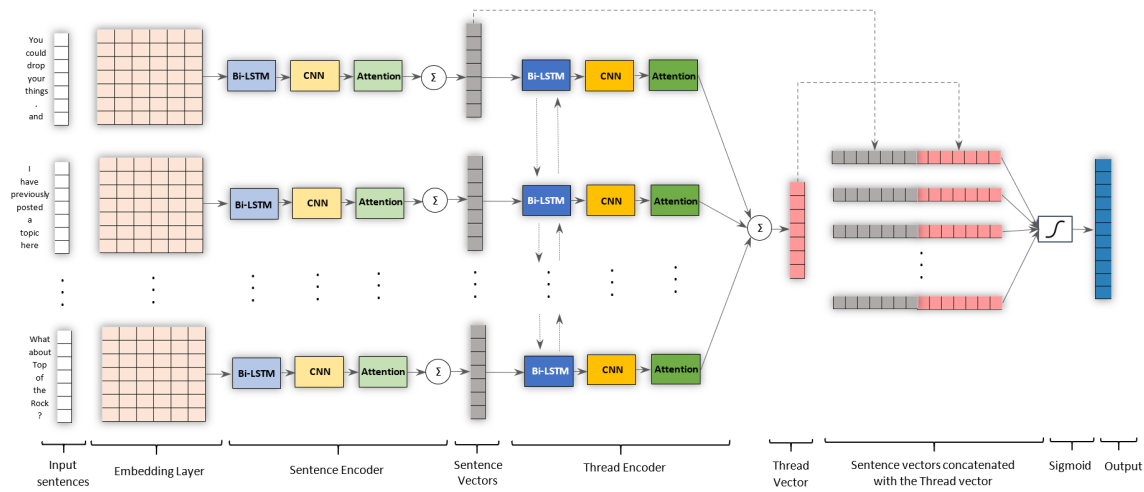 You
could
drop
your
things
.
and
Bi-LSTM
CNN
Attention
Σ
Bi-LSTM
CNN
Attention
I
have
previously
posted
a
topic
here
Bi-LSTM
CNN
Attention
Σ
Bi-LSTM
CNN
Attention
Σ
What
about
Top
of
the
Rock
?
Bi-LSTM
CNN
Attention
Σ
Bi-LSTM
CNN
Attention
Input
sentences
Embedding Layer
Sentence Encoder
Sentence
Vectors
Thread Encoder
Thread
Vector
Sentence vectors concatenated
with the Thread vector
Sigmoid
Output